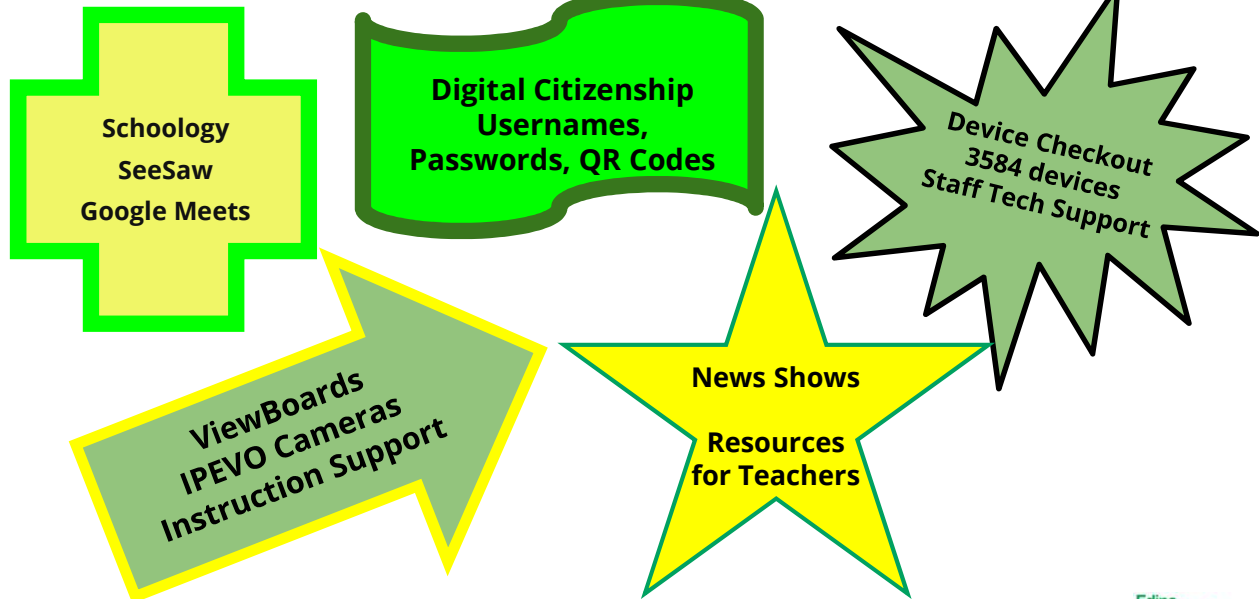 Schoology
SeeSaw
Google Meets
Digital Citizenship
Usernames,
Passwords, QR Codes
Device Checkout
3584 devices
Staff Tech Support
ViewBoards
IPEVO Cameras
Instruction Support
News Shows
Resources
for Teachers